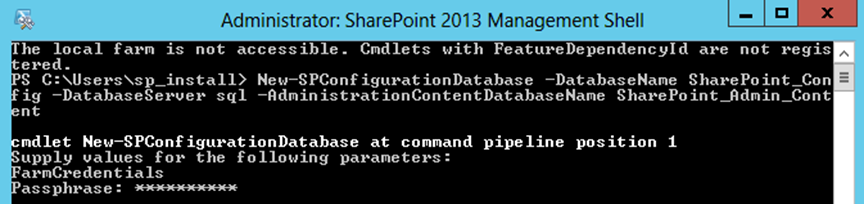 Administrator: SharePoint 2013 Management Shell
The local farm is not accessible. Cmdlets with FeatureDependencyId are not regis
tered.
PS C:\Users\sp_install> New-SPConfigurationDatabase -DatabaseName SharePoint_Con
fig -DatabaseServer sql -AdministrationContentDatabaseName SharePoint_Admin_Cont
ent
cmdlet New-SPConfigurationDatabase at command pipeline position 1
Supply values for the following parameters:
FarmCredentials
Passphrase: **********